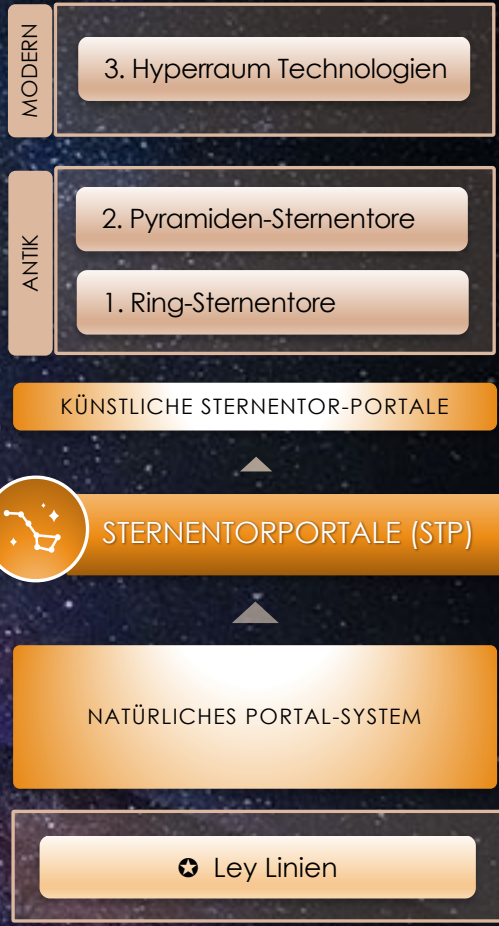 MODERN
3. Hyperraum Technologien
ANTIK
2. Pyramiden-Sternentore
1. Ring-Sternentore
KÜNSTLICHE STERNENTOR-PORTALE
STERNENTORPORTALE (STP)
NATÜRLICHES PORTAL-SYSTEM
✪ Ley Linien